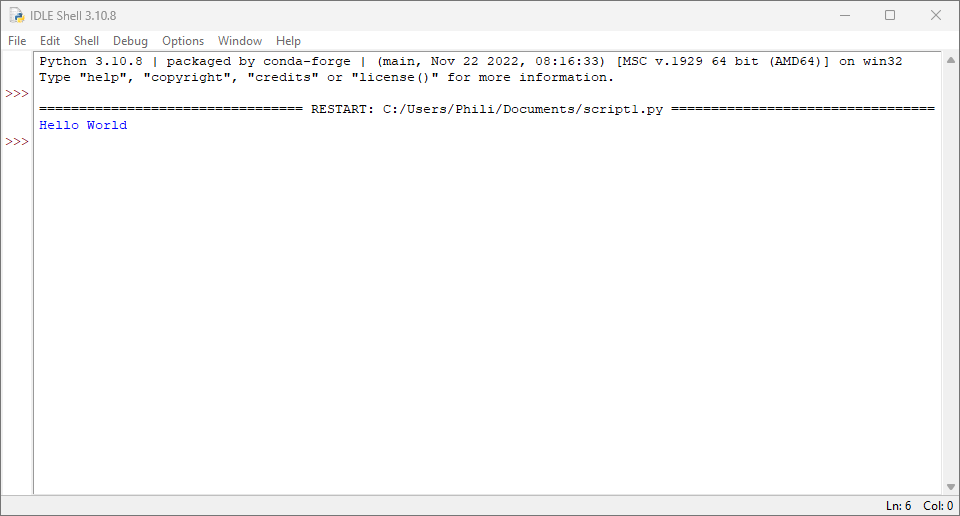 IDLE Shell 3.10.8
File Edit Shell Debug Options Window Help
Python 3.10.8 | packaged by conda-forge | (main, Nov 22 2022, 08:16:33) [MSC v.1929 64 bit (AMD64)] on win32
Type "help", "copyright", "credits" or "license()" for more information.
>>>
================================= RESTART: C:/Users/Phili/Documents/script1.py =================================
Hello World
>>>
Ln: 6 Col: 0